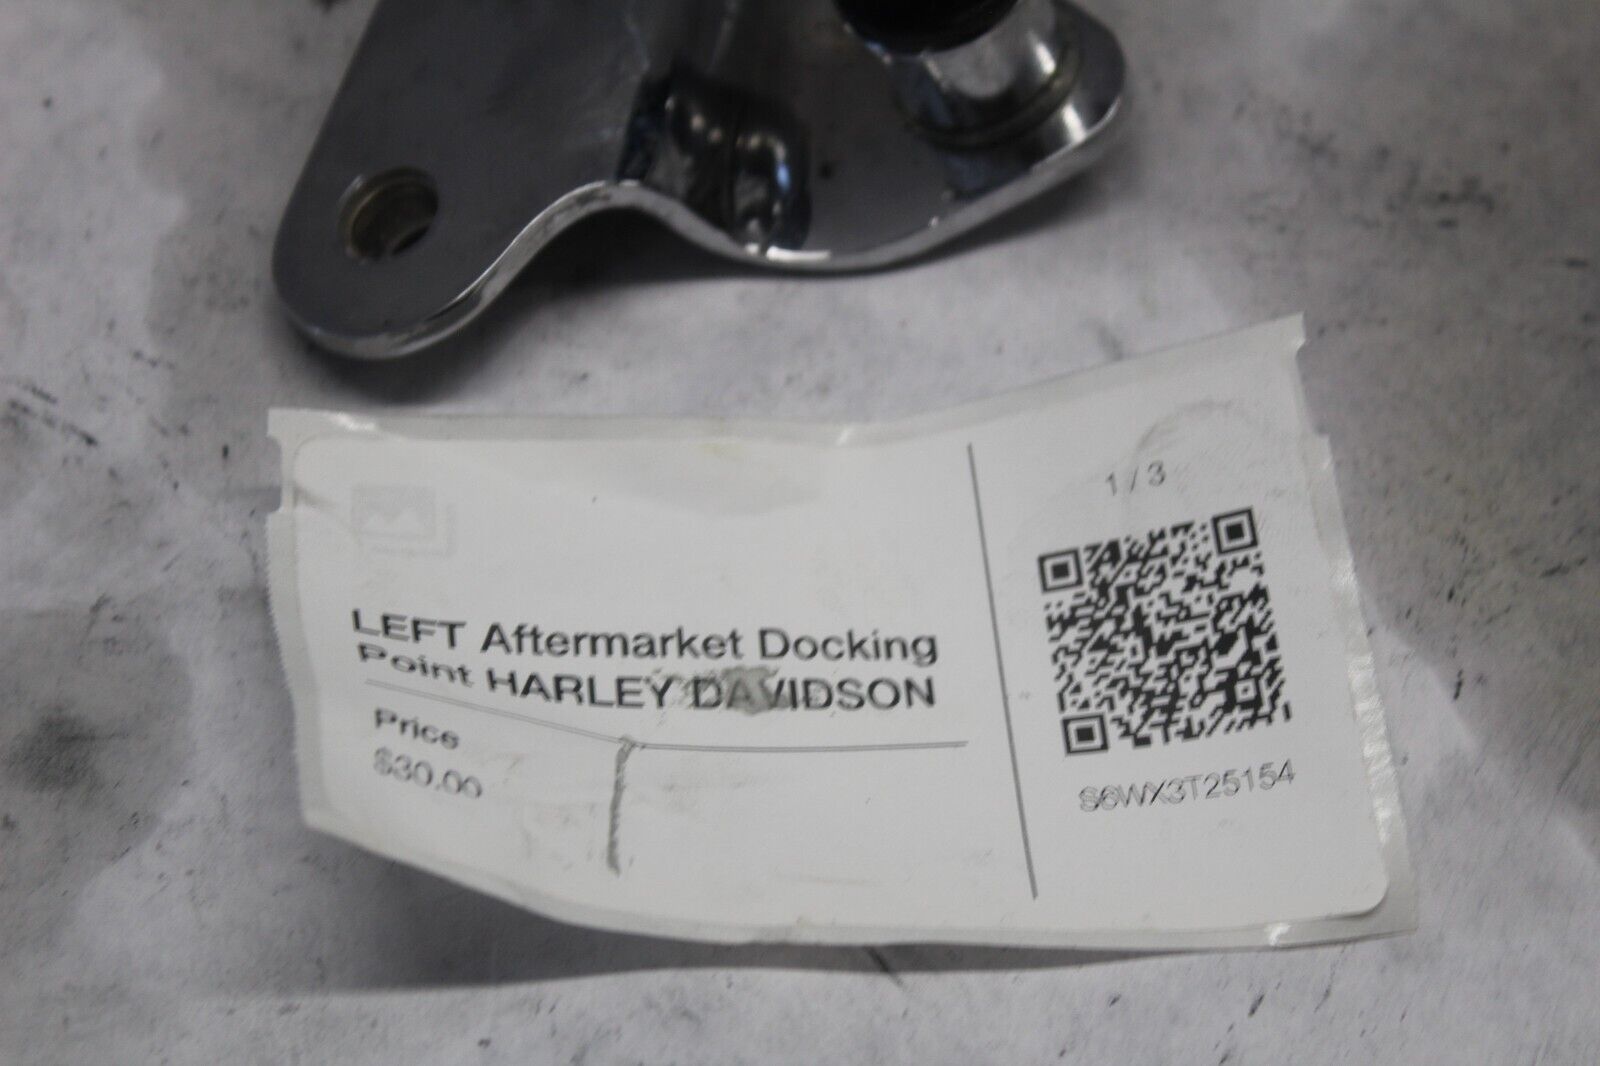 LEFT Aftermarket Docking
Point HARLEY DAVIDSON
Price
$30.00
1 / 3
S6WX3T25154